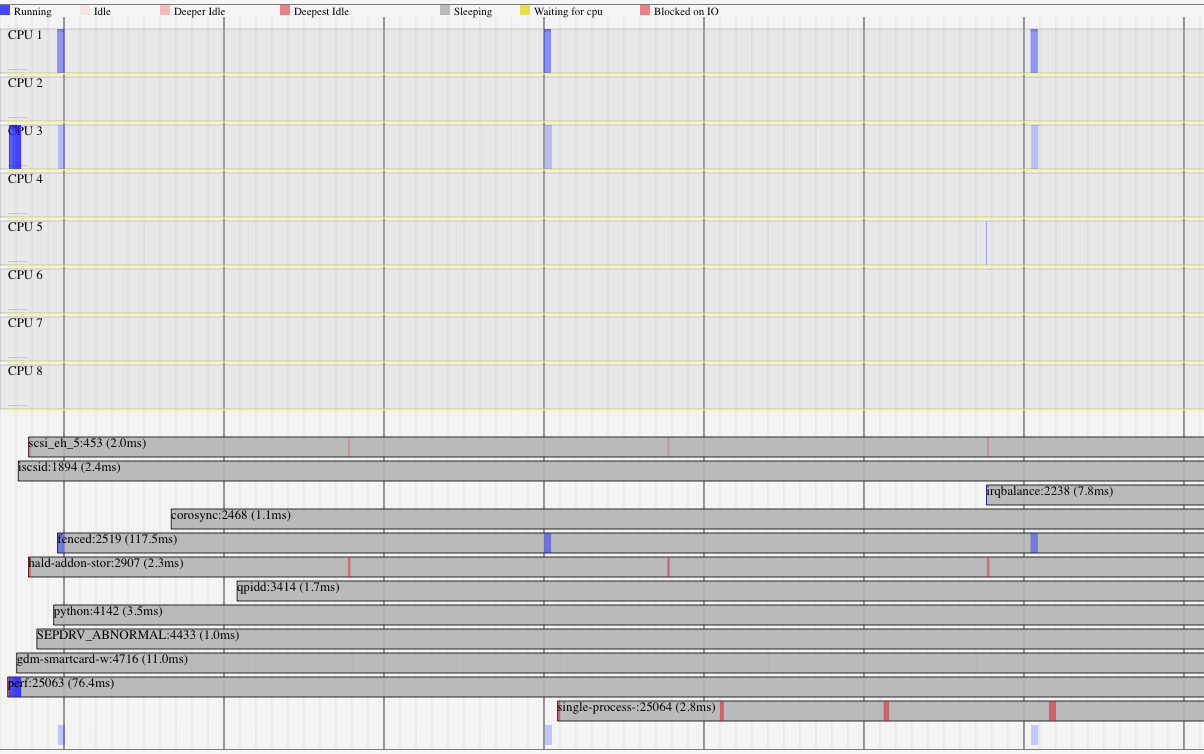 Running Idle Deeper Idle Deepest Idle Sleeping Waiting for cpu Blocked on IO
CPU 1
CPU 2
CPU 3
CPU 4
CPU 5
CPU 6
CPU 7
CPU 8
scsi_eh_5:453 (2.0ms)
iscsid:1894 (2.4ms)
irqbalance:2238 (7.8ms)
corosync:2468 (1.1ms)
fenced:2519 (117.5ms)
hald-addon-stor:2907 (2.3ms)
qpidd:3414 (1.7ms)
python:4142 (3.5ms)
SEPDRV_ABNORMAL:4433 (1.0ms)
gdm-smartcard-w:4716 (11.0ms)
perf:25063 (76.4ms)
single-process-:25064 (2.8ms)